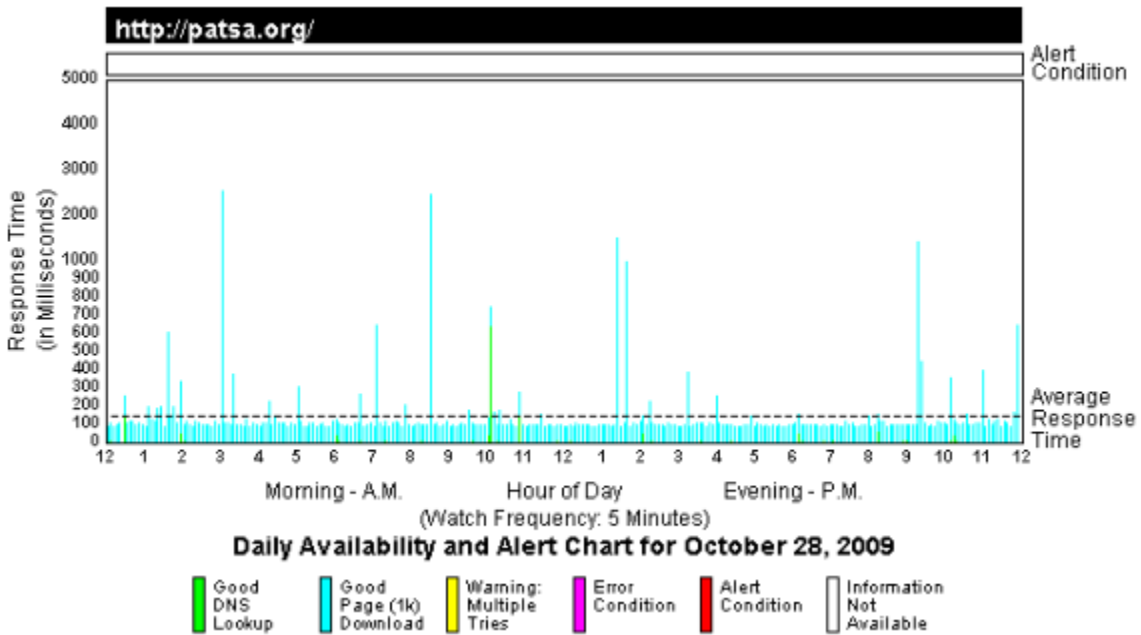 http://patsa.org/
Alert
Condition
5000
4000
3000
2000
1000
900
800
700
600
500
400
300
200
100
0
Response Time
(in Milliseconds)
Average
Response
Time
12 1 2 3 4 5 6 7 8 9 10 11 12 1 2 3 4 5 6 7 8 9 10 11 12
Morning - A.M. Hour of Day Evening - P.M.
(Watch Frequency: 5 Minutes)
Daily Availability and Alert Chart for October 28, 2009
Good
DNS
Lookup
Good
Page (1k)
Download
Warning:
Multiple
Tries
Error
Condition
Alert
Condition
Information
Not
Available